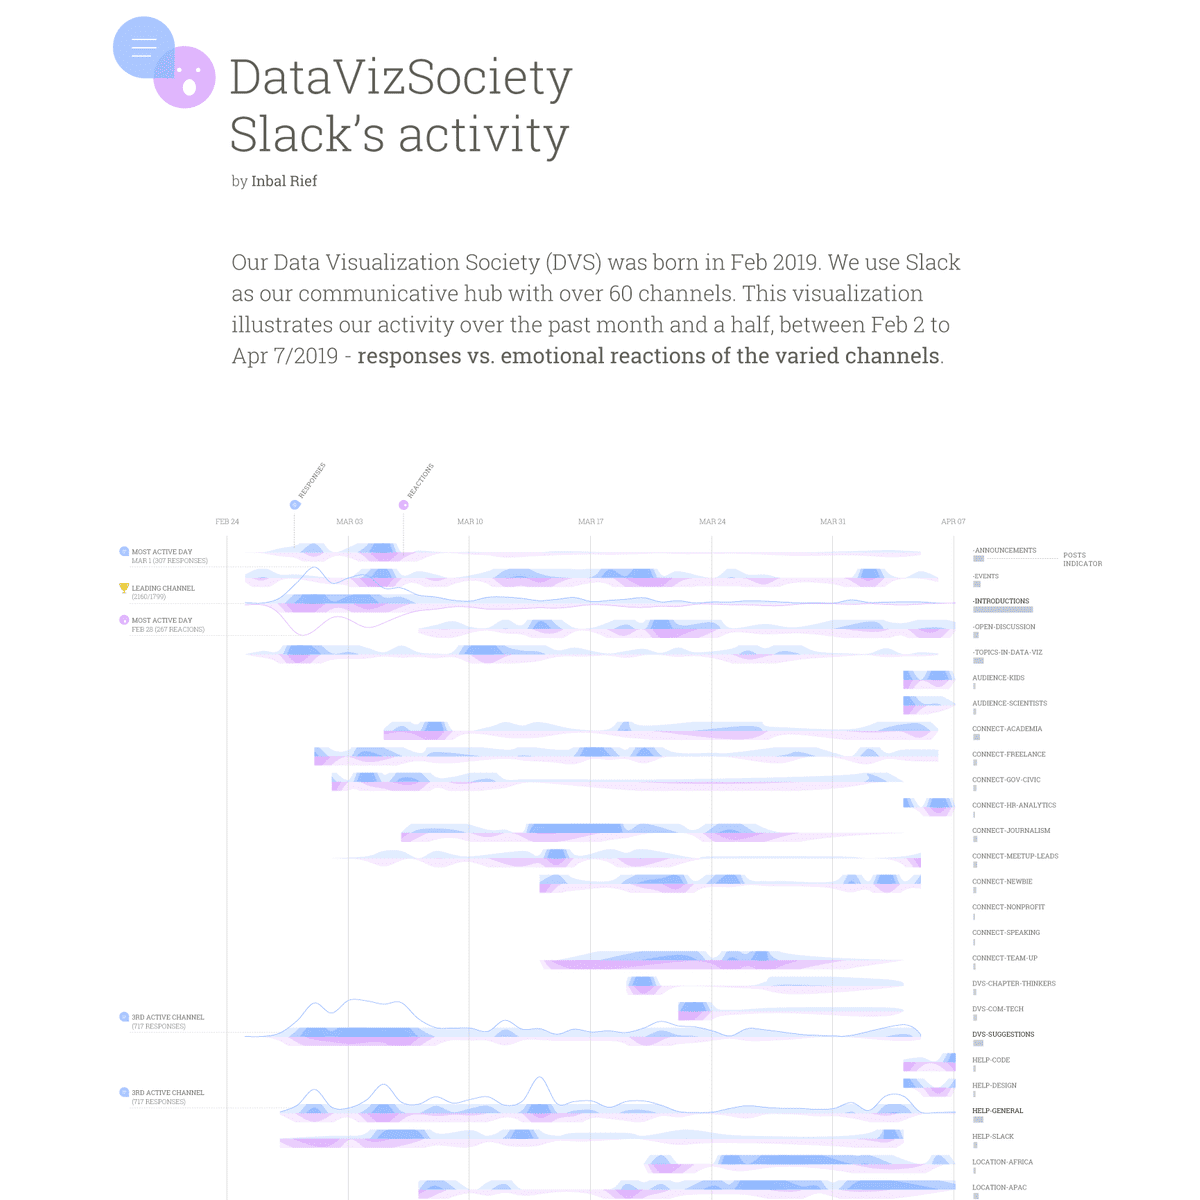 DataVizSociety
Slack's activity
by Inbal Rief
Our Data Visualization Society (DVS) was born in Feb 2019. We use Slack
as our communicative hub with over 60 channels. This visualization
illustrates our activity over the past month and a half, between Feb 2 to
Apr 7/2019 - responses vs. emotional reactions of the varied channels.
RESPONSES
REACTIONS
FEB 24
MAR 03
MAR 10
MAR 17
MAR 24
MAR 31
APR 07
MOST ACTIVE DAY
MAR 1 (307 RESPONSES)
-ANNOUNCEMENTS
POSTS
INDICATOR
-EVENTS
LEADING CHANNEL
(2160/1799)
-INTRODUCTIONS
MOST ACTIVE DAY
FEB 28 (267 REACIONS)
-OPEN-DISCUSSION
-TOPICS-IN-DATA-VIZ
AUDIENCE-KIDS
AUDIENCE-SCIENTISTS
CONNECT-ACADEMIA
CONNECT-FREELANCE
CONNECT-GOV-CIVIC
CONNECT-HR-ANALYTICS
CONNECT-JOURNALISM
CONNECT-MEETUP-LEADS
CONNECT-NEWBIE
CONNECT-NONPROFIT
CONNECT-SPEAKING
CONNECT-TEAM-UP
DVS-CHAPTER-THINKERS
DVS-COM-TECH
3RD ACTIVE CHANNEL
(717 RESPONSES)
DVS-SUGGESTIONS
HELP-CODE
HELP-DESIGN
3RD ACTIVE CHANNEL
(717 RESPONSES)
HELP-GENERAL
HELP-SLACK
LOCATION-AFRICA
LOCATION-APAC